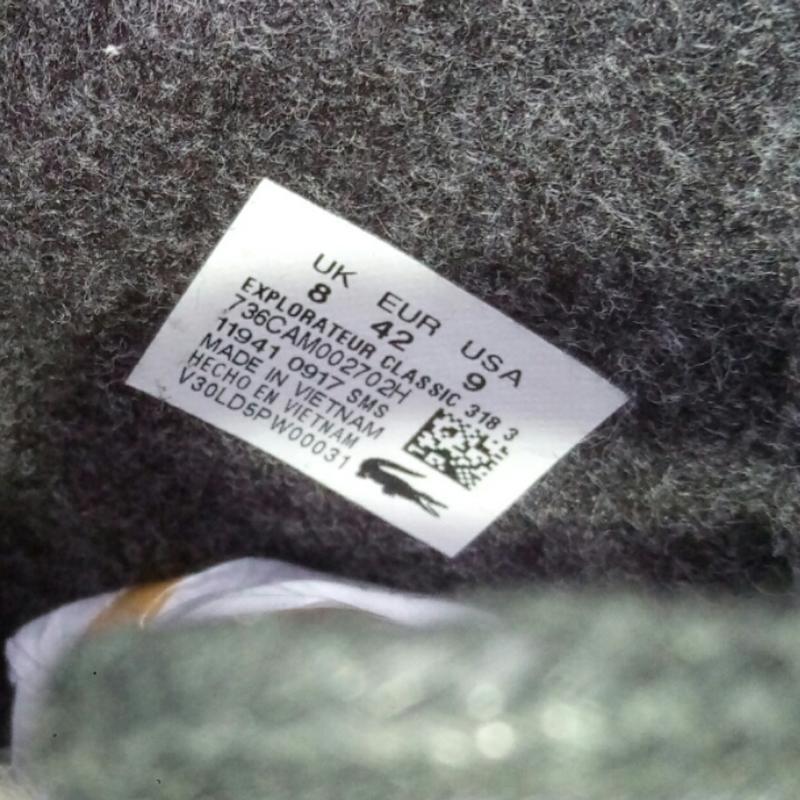 UK EUR USA
8 42 9
EXPLORATEUR CLASSIC 318 3
736CAM002702H
11941 0917 SMS
MADE IN VIETNAM
HECHO EN VIETNAM
V30LD5PW00031